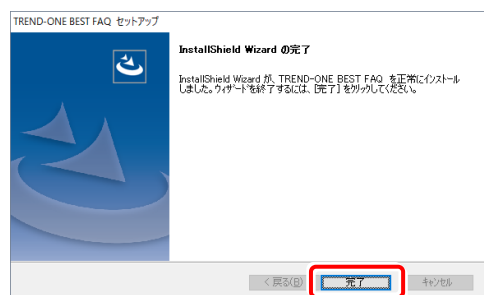 TREND-ONE BEST FAQ セットアップ
InstallShield Wizard の完了
InstallShield Wizard が、TREND-ONE BEST FAQ を正常にインストール
しました。ウィザードを終了するには、[完了] をクリックしてください。
< 戻る(B)
完了
キャンセル